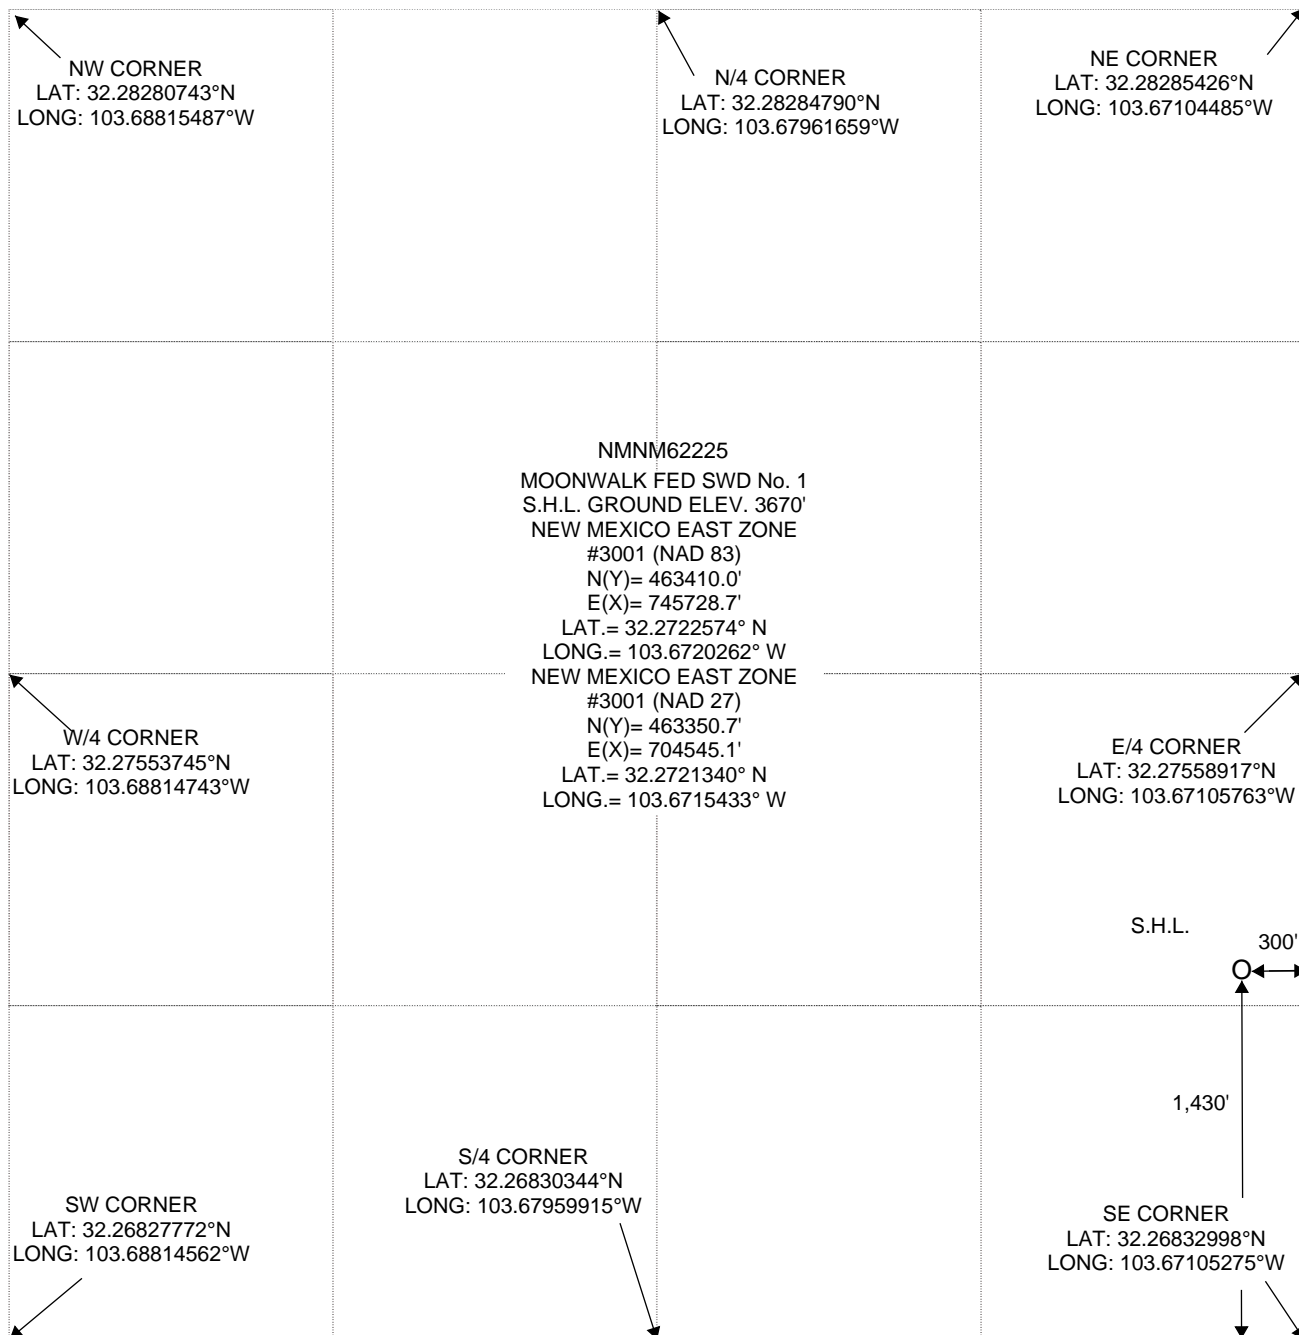 NW CORNER
LAT: 32.28280743°N
LONG: 103.68815487°W
N/4 CORNER
LAT: 32.28284790°N
LONG: 103.67961659°W
NE CORNER
LAT: 32.28285426°N
LONG: 103.67104485°W
NMNM62225
MOONWALK FED SWD No. 1
S.H.L. GROUND ELEV. 3670'
NEW MEXICO EAST ZONE
#3001 (NAD 83)
N(Y)= 463410.0'
E(X)= 745728.7'
LAT.= 32.2722574° N
LONG.= 103.6720262° W
NEW MEXICO EAST ZONE
#3001 (NAD 27)
N(Y)= 463350.7'
E(X)= 704545.1'
LAT.= 32.2721340° N
LONG.= 103.6715433° W
W/4 CORNER
LAT: 32.27553745°N
LONG: 103.68814743°W
E/4 CORNER
LAT: 32.27558917°N
LONG: 103.67105763°W
S.H.L.
300'
1,430'
S/4 CORNER
LAT: 32.26830344°N
LONG: 103.67959915°W
SW CORNER
LAT: 32.26827772°N
LONG: 103.68814562°W
SE CORNER
LAT: 32.26832998°N
LONG: 103.67105275°W